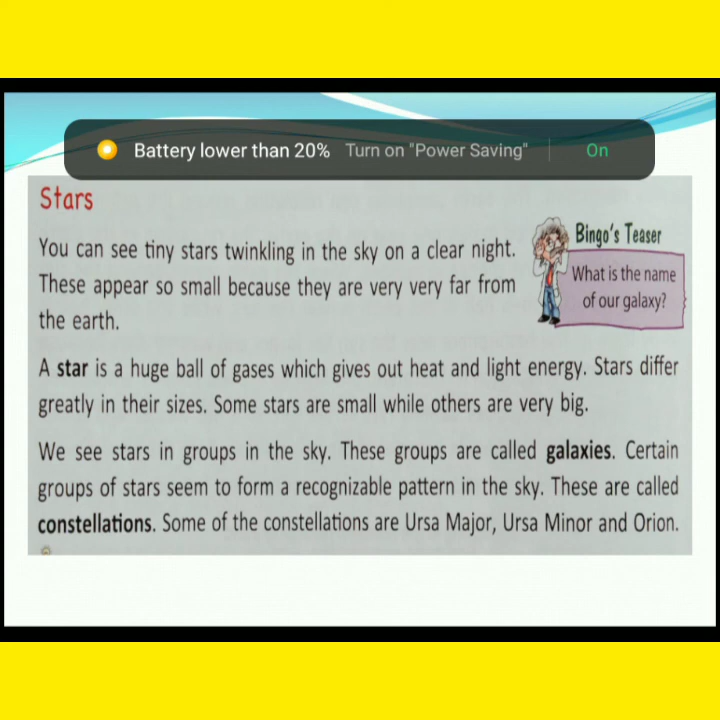 Battery lower than 20% Turn on "Power Saving" On
Stars
You can see tiny stars twinkling in the sky on a clear night.
These appear so small because they are very very far from
the earth.
Bingo's Teaser
What is the name
of our galaxy?
A star is a huge ball of gases which gives out heat and light energy. Stars differ
greatly in their sizes. Some stars are small while others are very big.
We see stars in groups in the sky. These groups are called galaxies. Certain
groups of stars seem to form a recognizable pattern in the sky. These are called
constellations. Some of the constellations are Ursa Major, Ursa Minor and Orion.